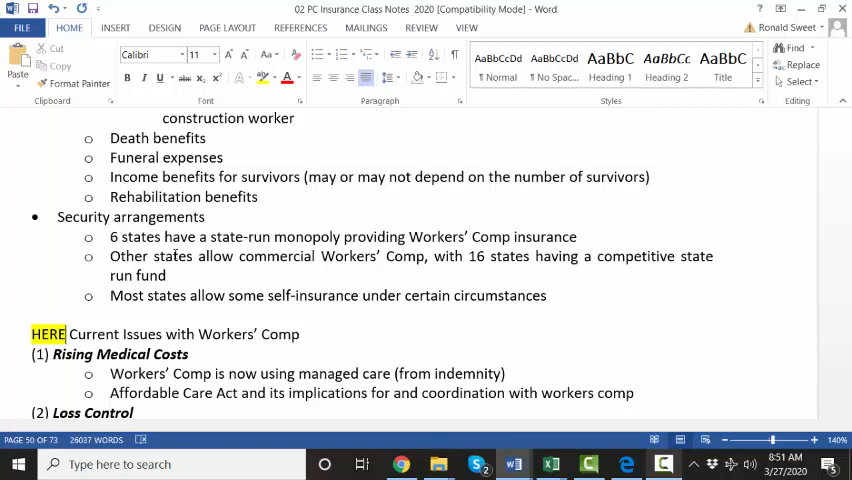 02 PC Insurance Class Notes 2020 [Compatibility Mode] - Word
FILE HOME INSERT DESIGN PAGE LAYOUT REFERENCES MAILINGS REVIEW VIEW Ronald Sweet
Cut
Copy
Format Painter
Paste
Calibri 11
B I U abc x₂ x²
AaBbCcDd AaBbCcDd AaBbC AaBbCcD AaBbC
¶ Normal ¶ No Spac... Heading 1 Heading 2 Title
Find
Replace
Select
Clipboard Font Paragraph Styles Editing
construction worker
o Death benefits
o Funeral expenses
o Income benefits for survivors (may or may not depend on the number of survivors)
o Rehabilitation benefits
• Security arrangements
o 6 states have a state-run monopoly providing Workers' Comp insurance
o Other states allow commercial Workers' Comp, with 16 states having a competitive state
run fund
o Most states allow some self-insurance under certain circumstances
HERE Current Issues with Workers' Comp
(1) Rising Medical Costs
o Workers' Comp is now using managed care (from indemnity)
o Affordable Care Act and its implications for and coordination with workers comp
(2) Loss Control
PAGE 50 OF 73 26037 WORDS 140%
Type here to search
8:51 AM
3/27/2020